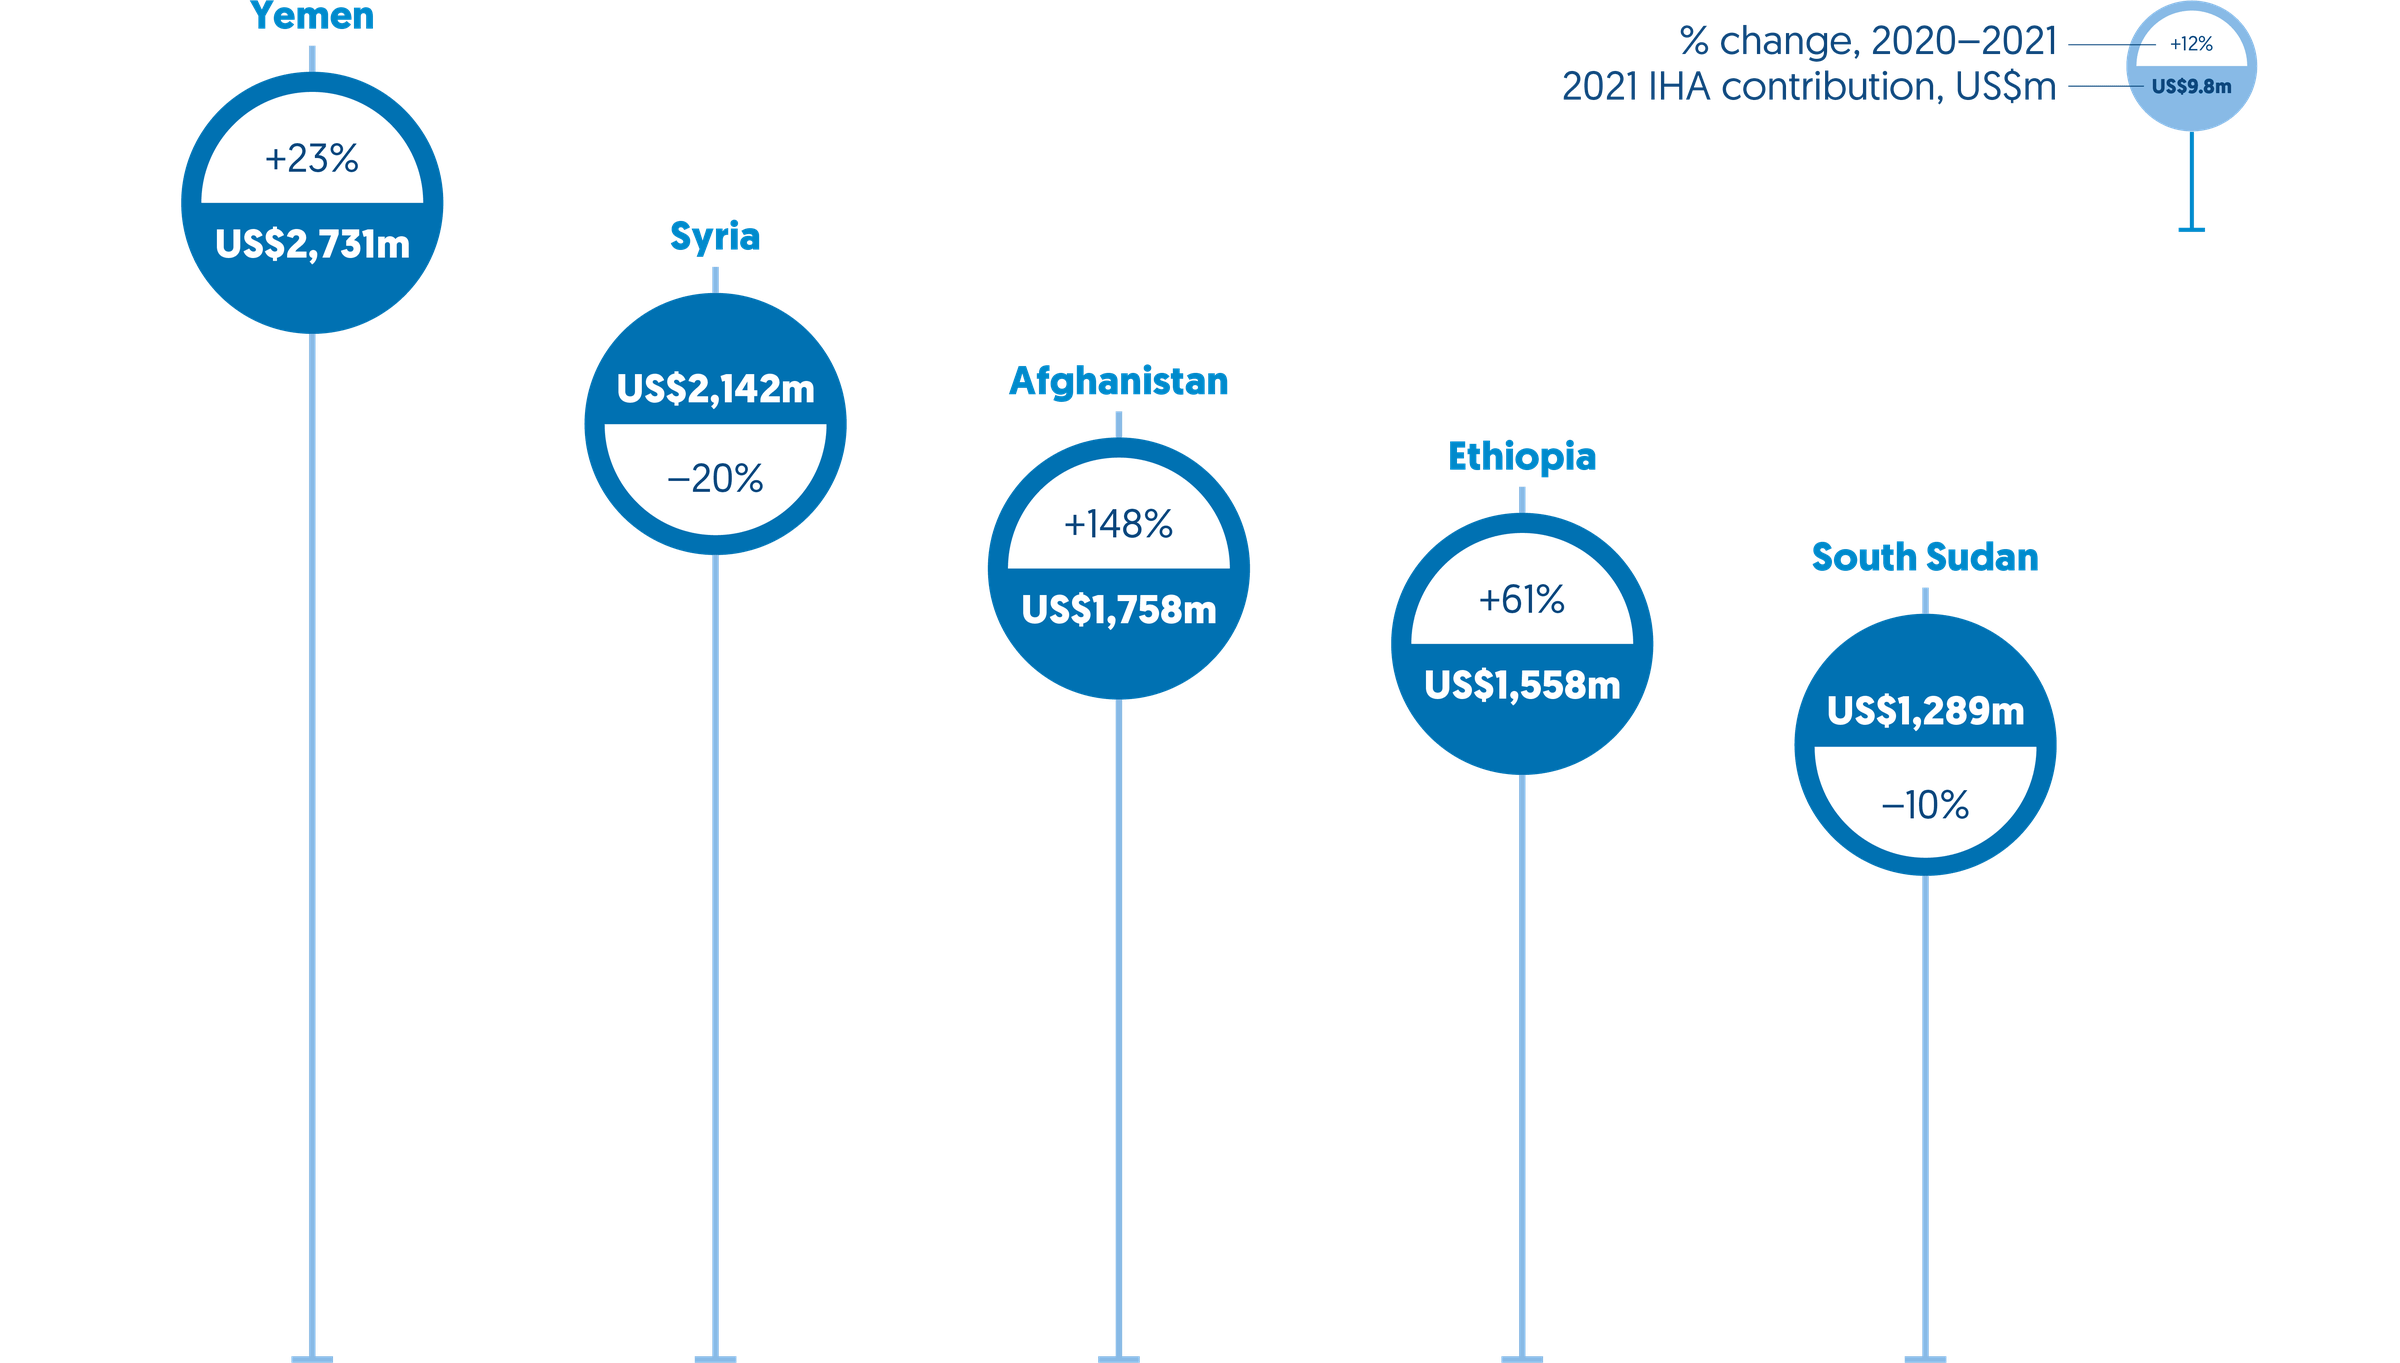 Yemen
+23%
US$2,731m
Syria
US$2,142m
–20%
Afghanistan
+148%
US$1,758m
Ethiopia
+61%
US$1,558m
South Sudan
US$1,289m
–10%
% change, 2020–2021
2021 IHA contribution, US$m
+12%
US$9.8m